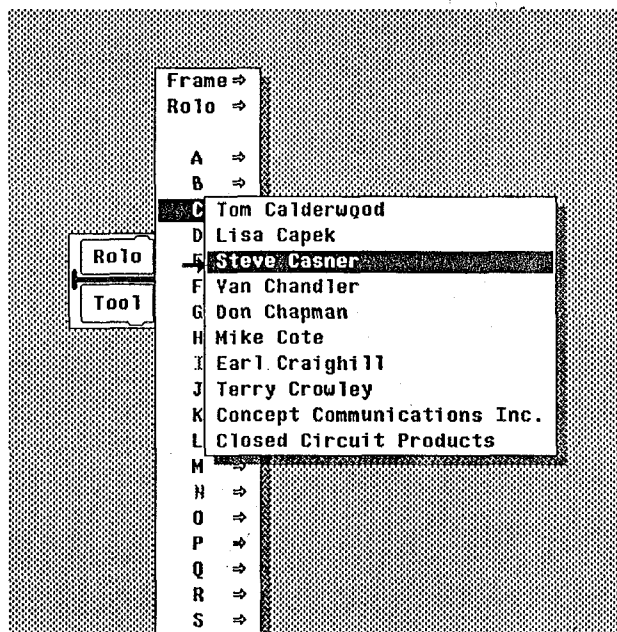 Frame ⇒
Rolo ⇒
A ⇒
B ⇒
C
D
E
F
G
H
I
J
K
L
M ⇒
N ⇒
O ⇒
P ⇒
Q ⇒
R ⇒
S ⇒
Tom Calderwood
Lisa Capek
Steve Casner
Van Chandler
Don Chapman
Mike Cote
Earl Craighill
Terry Crowley
Concept Communications Inc.
Closed Circuit Products
Rolo
Tool